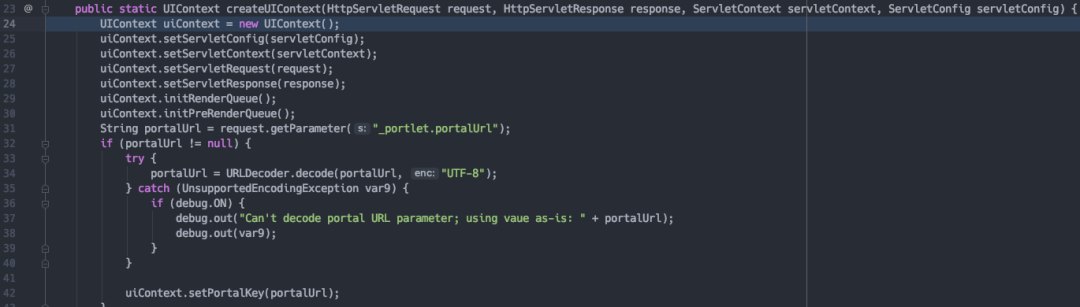 23 @ public static UIContext createUIContext(HttpServletRequest request, HttpServletResponse response, ServletContext servletContext, ServletConfig servletConfig) {
24 UIContext uiContext = new UIContext();
25 uiContext.setServletConfig(servletConfig);
26 uiContext.setServletContext(servletContext);
27 uiContext.setServletRequest(request);
28 uiContext.setServletResponse(response);
29 uiContext.initRenderQueue();
30 uiContext.initPreRenderQueue();
31 String portalUrl = request.getParameter( s: "_portlet.portalUrl");
32 if (portalUrl != null) {
33 try {
34 portalUrl = URLDecoder.decode(portalUrl, enc: "UTF-8");
35 } catch (UnsupportedEncodingException var9) {
36 if (debug.ON) {
37 debug.out("Can't decode portal URL parameter; using vaue as-is: " + portalUrl);
38 debug.out(var9);
39 }
40 }
41
42 uiContext.setPortalKey(portalUrl);